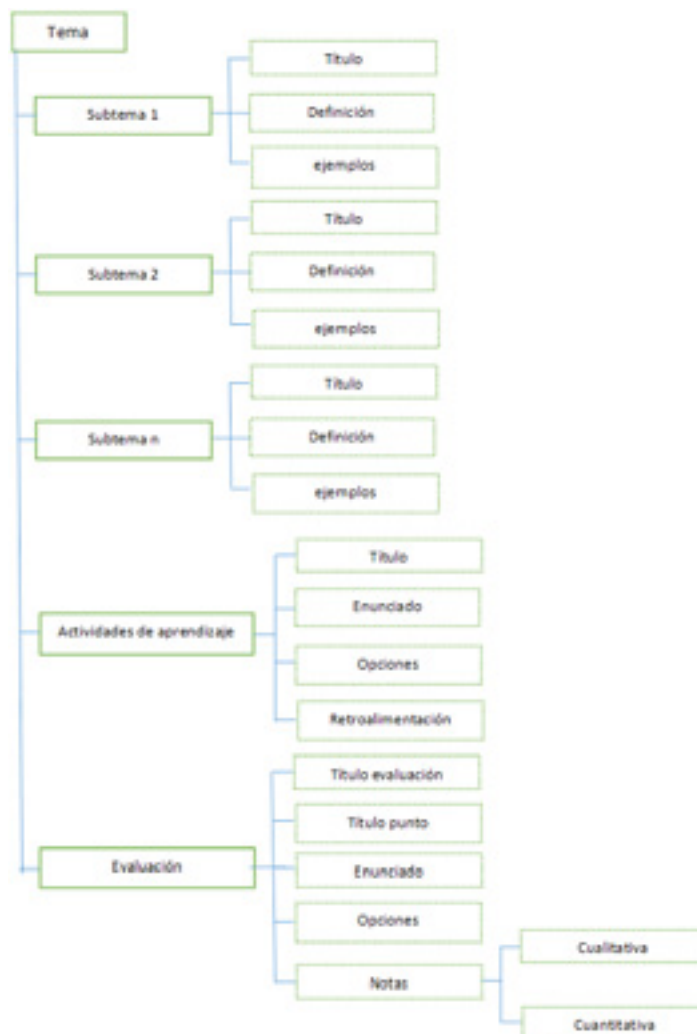 Tema
Subtema 1
Título
Definición
ejemplos
Subtema 2
Título
Definición
ejemplos
Subtema n
Título
Definición
ejemplos
Actividades de aprendizaje
Título
Enunciado
Opciones
Retroalimentación
Evaluación
Título evaluación
Título punto
Enunciado
Opciones
Notas
Cualitativa
Cuantitativa